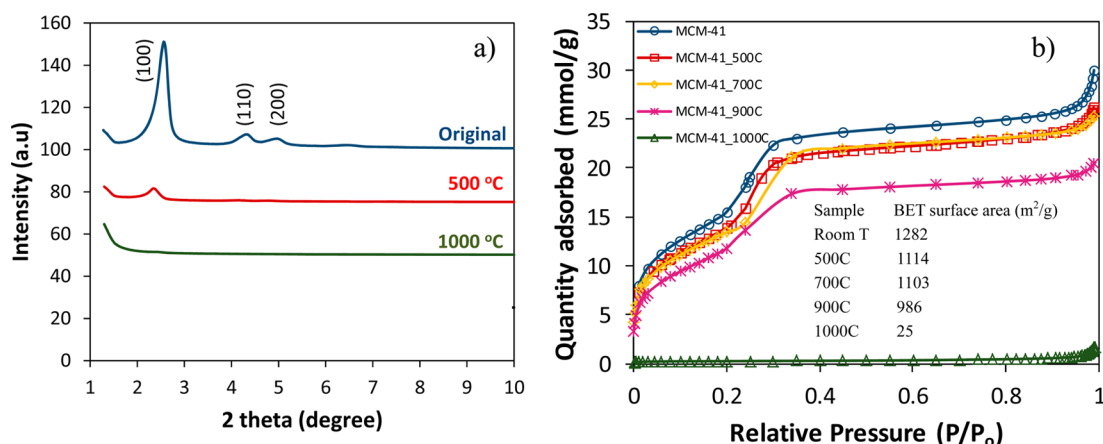 a)
160
140
120
100
80
60
40
20
0
Intensity (a.u)
(100)
(110)
(200)
Original
500 °C
1000 °C
1 2 3 4 5 6 7 8 9 10
2 theta (degree)
b)
35
30
25
20
15
10
5
0
Quantity adsorbed (mmol/g)
MCM-41
MCM-41_500C
MCM-41_700C
MCM-41_900C
MCM-41_1000C
Sample BET surface area (m²/g)
Room T 1282
500C 1114
700C 1103
900C 986
1000C 25
0 0.2 0.4 0.6 0.8 1
Relative Pressure (P/Pₒ)